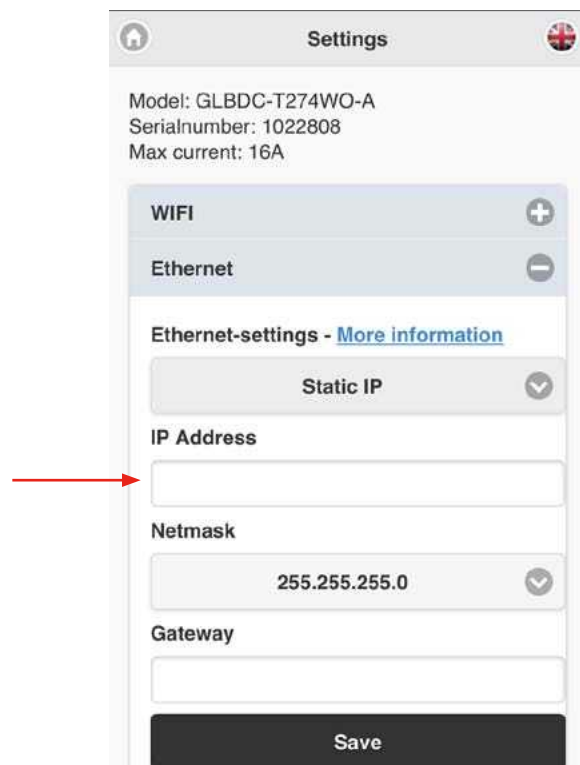 Settings
Model: GLBDC-T274WO-A
Serialnumber: 1022808
Max current: 16A
WIFI
Ethernet
Ethernet-settings - More information
Static IP
IP Address
Netmask
255.255.255.0
Gateway
Save